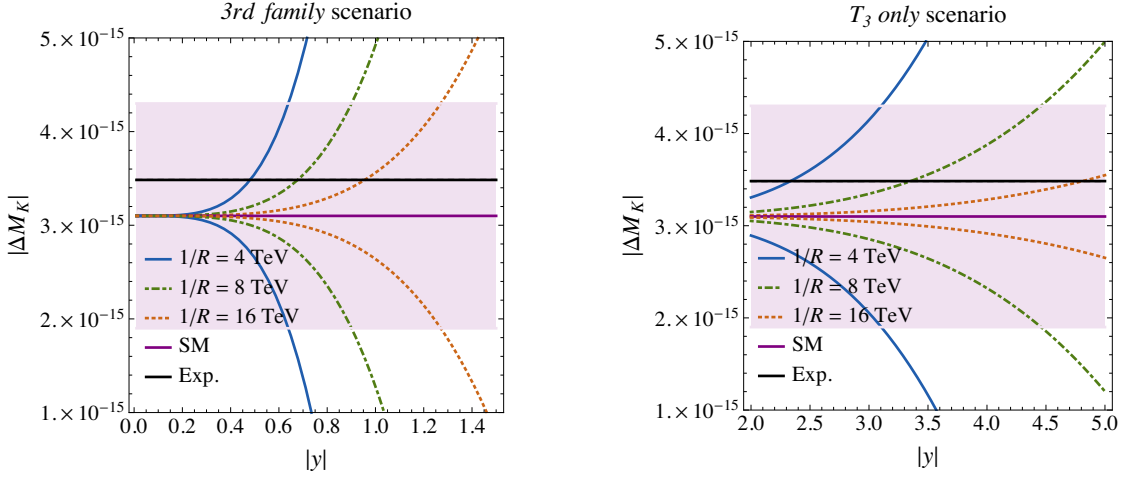 3rd family scenario
5. × 10⁻¹⁵
4. × 10⁻¹⁵
3. × 10⁻¹⁵
2. × 10⁻¹⁵
1. × 10⁻¹⁵
|ΔM_K|
1/R = 4 TeV
1/R = 8 TeV
1/R = 16 TeV
SM
Exp.
0.0 0.2 0.4 0.6 0.8 1.0 1.2 1.4
|y|
T₃ only scenario
5. × 10⁻¹⁵
4. × 10⁻¹⁵
3. × 10⁻¹⁵
2. × 10⁻¹⁵
1. × 10⁻¹⁵
|ΔM_K|
1/R = 4 TeV
1/R = 8 TeV
1/R = 16 TeV
SM
Exp.
2.0 2.5 3.0 3.5 4.0 4.5 5.0
|y|